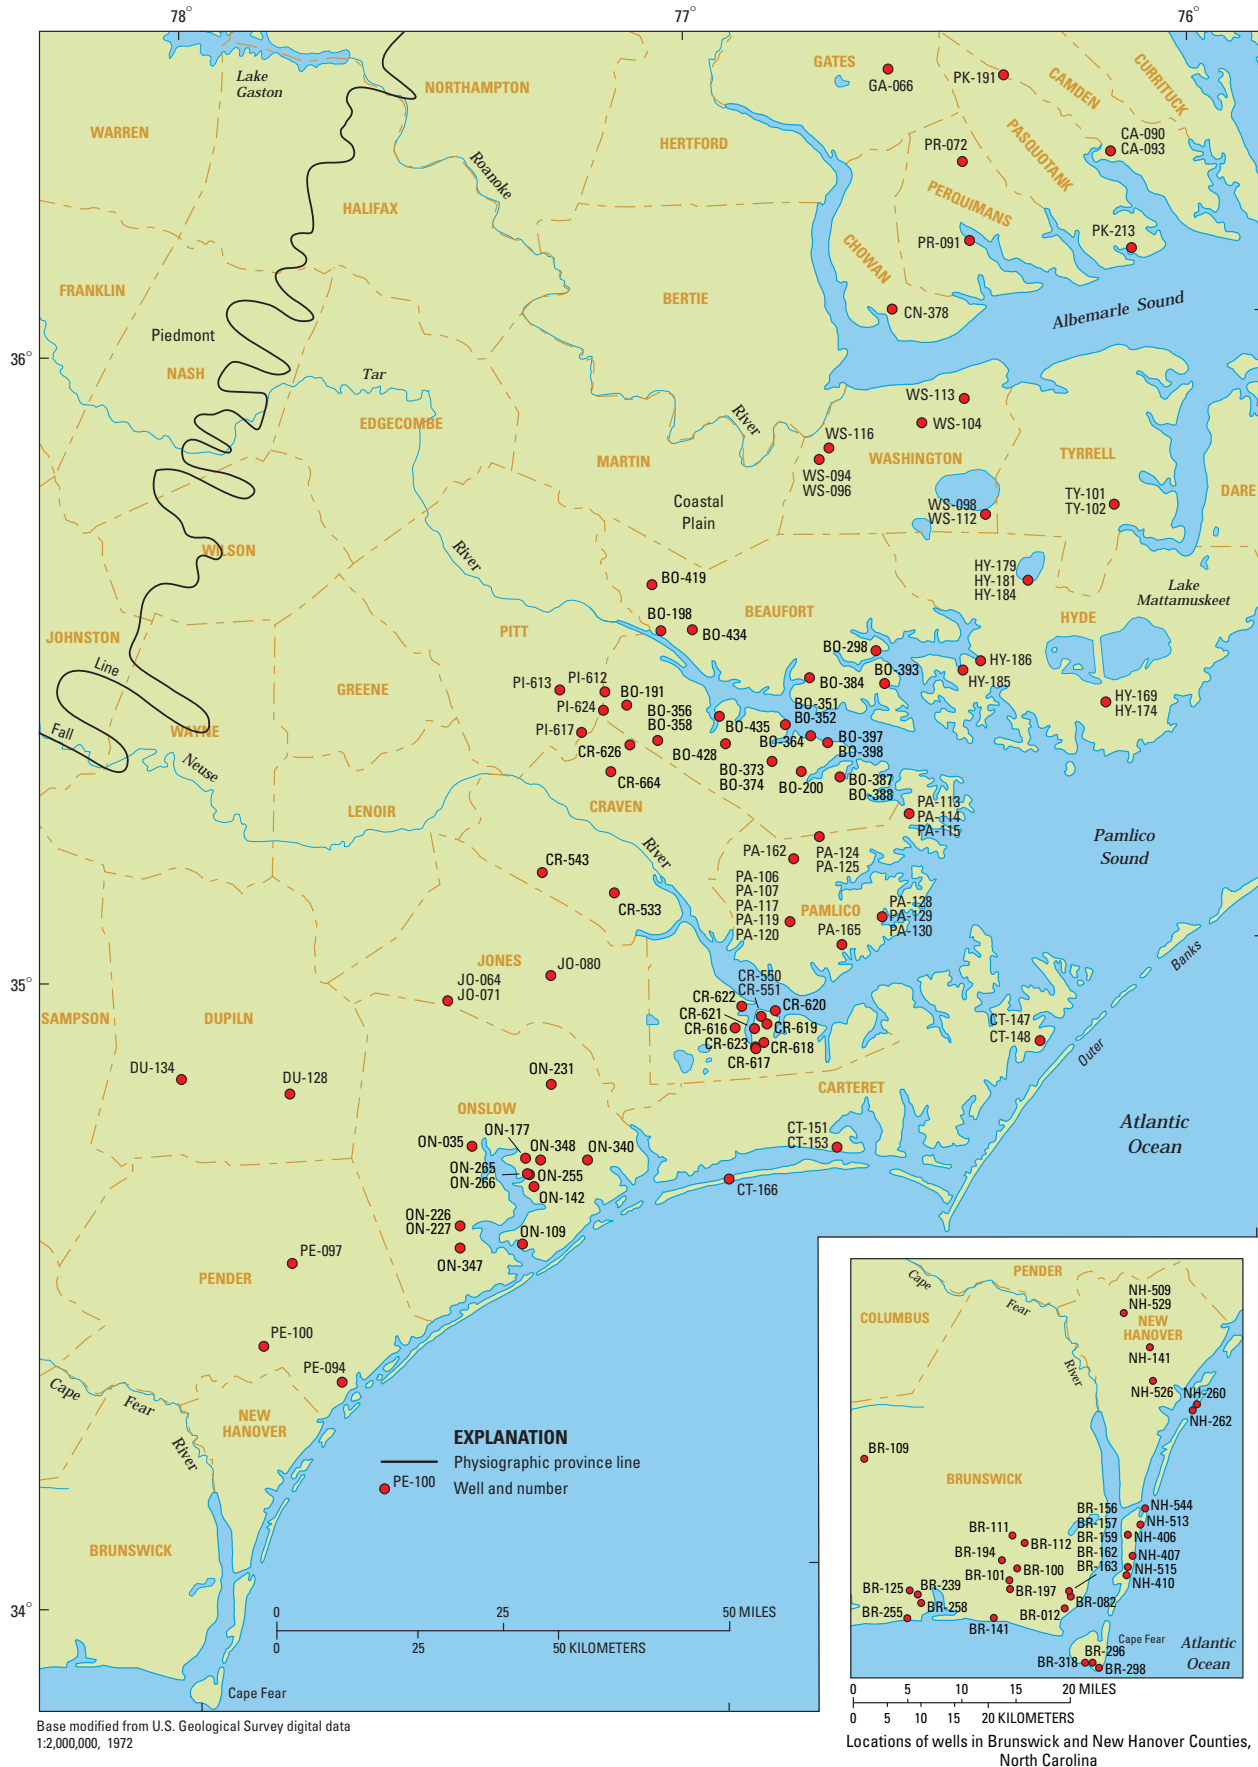 78°
77°
76°
Lake
Gaston
NORTHAMPTON
GATES
GA-066
PK-191
CAMDEN
CURRITUCK
WARREN
HERTFORD
Roanoke
PASQUOTANK
CA-090
CA-093
PR-072
PERQUIMANS
HALIFAX
PR-091
PK-213
CHOWAN
FRANKLIN
BERTIE
CN-378
Albemarle Sound
Piedmont
36°
NASH
Tar
WS-113
EDGECOMBE
River
WS-104
WS-116
MARTIN
WASHINGTON
TYRRELL
WS-094
WS-096
DARE
Coastal
Plain
WS-098
WS-112
TY-101
TY-102
WILSON
River
HY-179
HY-181
HY-184
BO-419
Lake
Mattamuskeet
BEAUFORT
BO-198
BO-434
HYDE
JOHNSTON
PITT
BO-298
Line
HY-186
BO-393
HY-185
PI-613
PI-612
GREENE
BO-191
BO-384
HY-169
HY-174
PI-624
BO-356
BO-358
BO-351
BO-352
Fall
WAYNE
PI-617
BO-435
BO-364
BO-397
BO-398
CR-626
BO-428
Neuse
CR-664
BO-373
BO-374
BO-200
BO-387
BO-388
LENOIR
CRAVEN
PA-113
PA-114
PA-115
Pamlico
Sound
River
PA-162
PA-124
PA-125
CR-543
PA-106
PA-107
PA-117
PA-119
PA-120
CR-533
PAMLICO
PA-128
PA-129
PA-130
PA-165
Banks
JONES
JO-080
35°
JO-064
JO-071
CR-550
CR-551
CR-622
CR-620
CR-621
CR-616
CR-619
CR-623
CR-618
CR-617
SAMPSON
DUPILN
CT-147
CT-148
Outer
DU-134
DU-128
ON-231
CARTERET
ONSLOW
Atlantic
Ocean
ON-035
ON-177
ON-348
ON-340
CT-151
CT-153
ON-265
ON-266
ON-255
ON-142
CT-166
ON-226
ON-227
ON-109
ON-347
PE-097
PENDER
PE-100
PE-094
Cape
Fear
River
NEW
HANOVER
EXPLANATION
Physiographic province line
PE-100
Well and number
BRUNSWICK
34°
0
25
50 MILES
0
25
50 KILOMETERS
Cape Fear
Base modified from U.S. Geological Survey digital data
1:2,000,000, 1972
Cape
Fear
River
PENDER
NH-509
NH-529
COLUMBUS
NEW
HANOVER
NH-141
NH-526
NH-260
NH-262
BR-109
BRUNSWICK
BR-156
BR-157
BR-159
BR-162
BR-163
NH-544
NH-513
NH-406
NH-407
NH-515
NH-410
BR-111
BR-112
BR-194
BR-100
BR-101
BR-197
BR-125
BR-239
BR-258
BR-255
BR-082
BR-012
BR-141
Cape Fear
BR-296
BR-318
BR-298
Atlantic
Ocean
0
5
10
15
20 MILES
0
5
10
15
20 KILOMETERS
Locations of wells in Brunswick and New Hanover Counties,
North Carolina